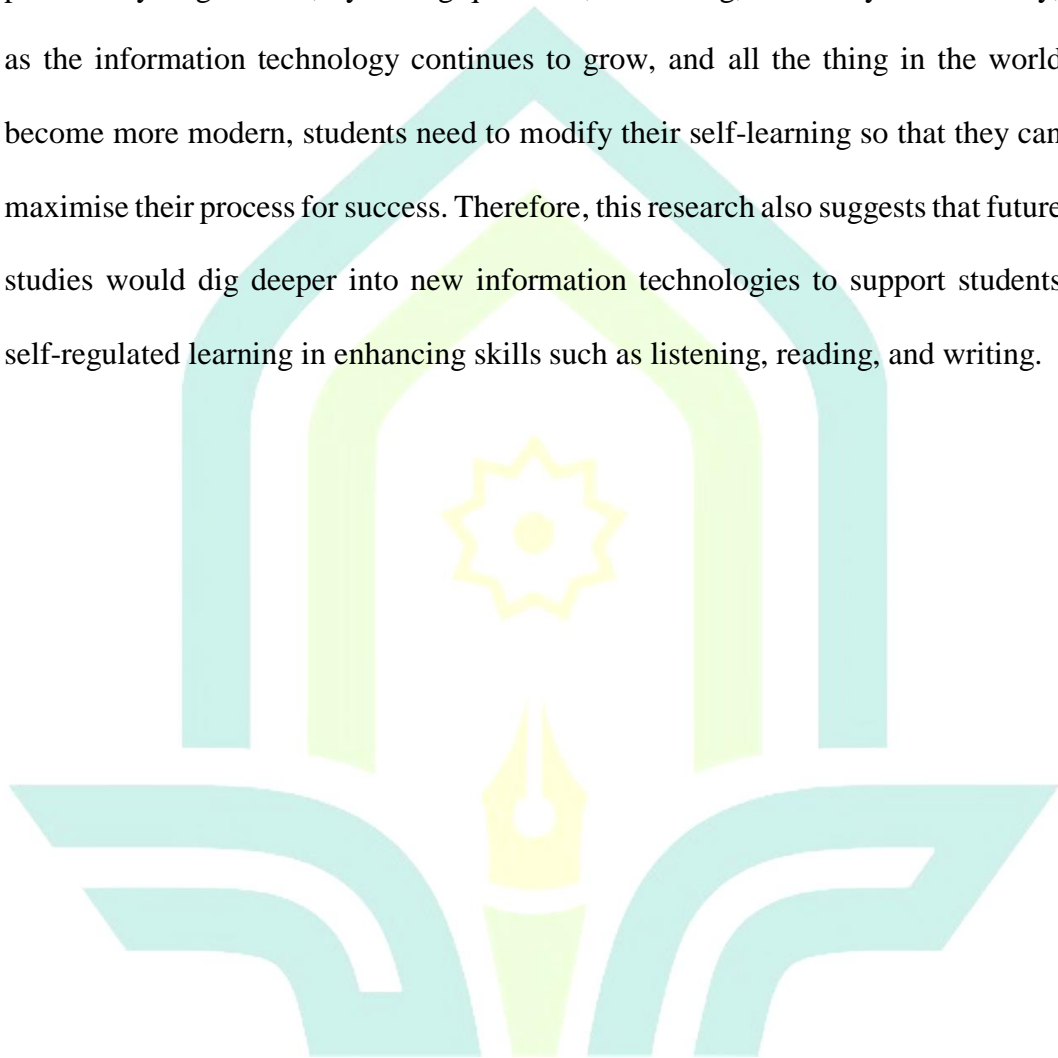 as the information technology continues to grow, and all the thing in the world
become more modern, students need to modify their self-learning so that they can
maximise their process for success. Therefore, this research also suggests that future
studies would dig deeper into new information technologies to support students
self-regulated learning in enhancing skills such as listening, reading, and writing.